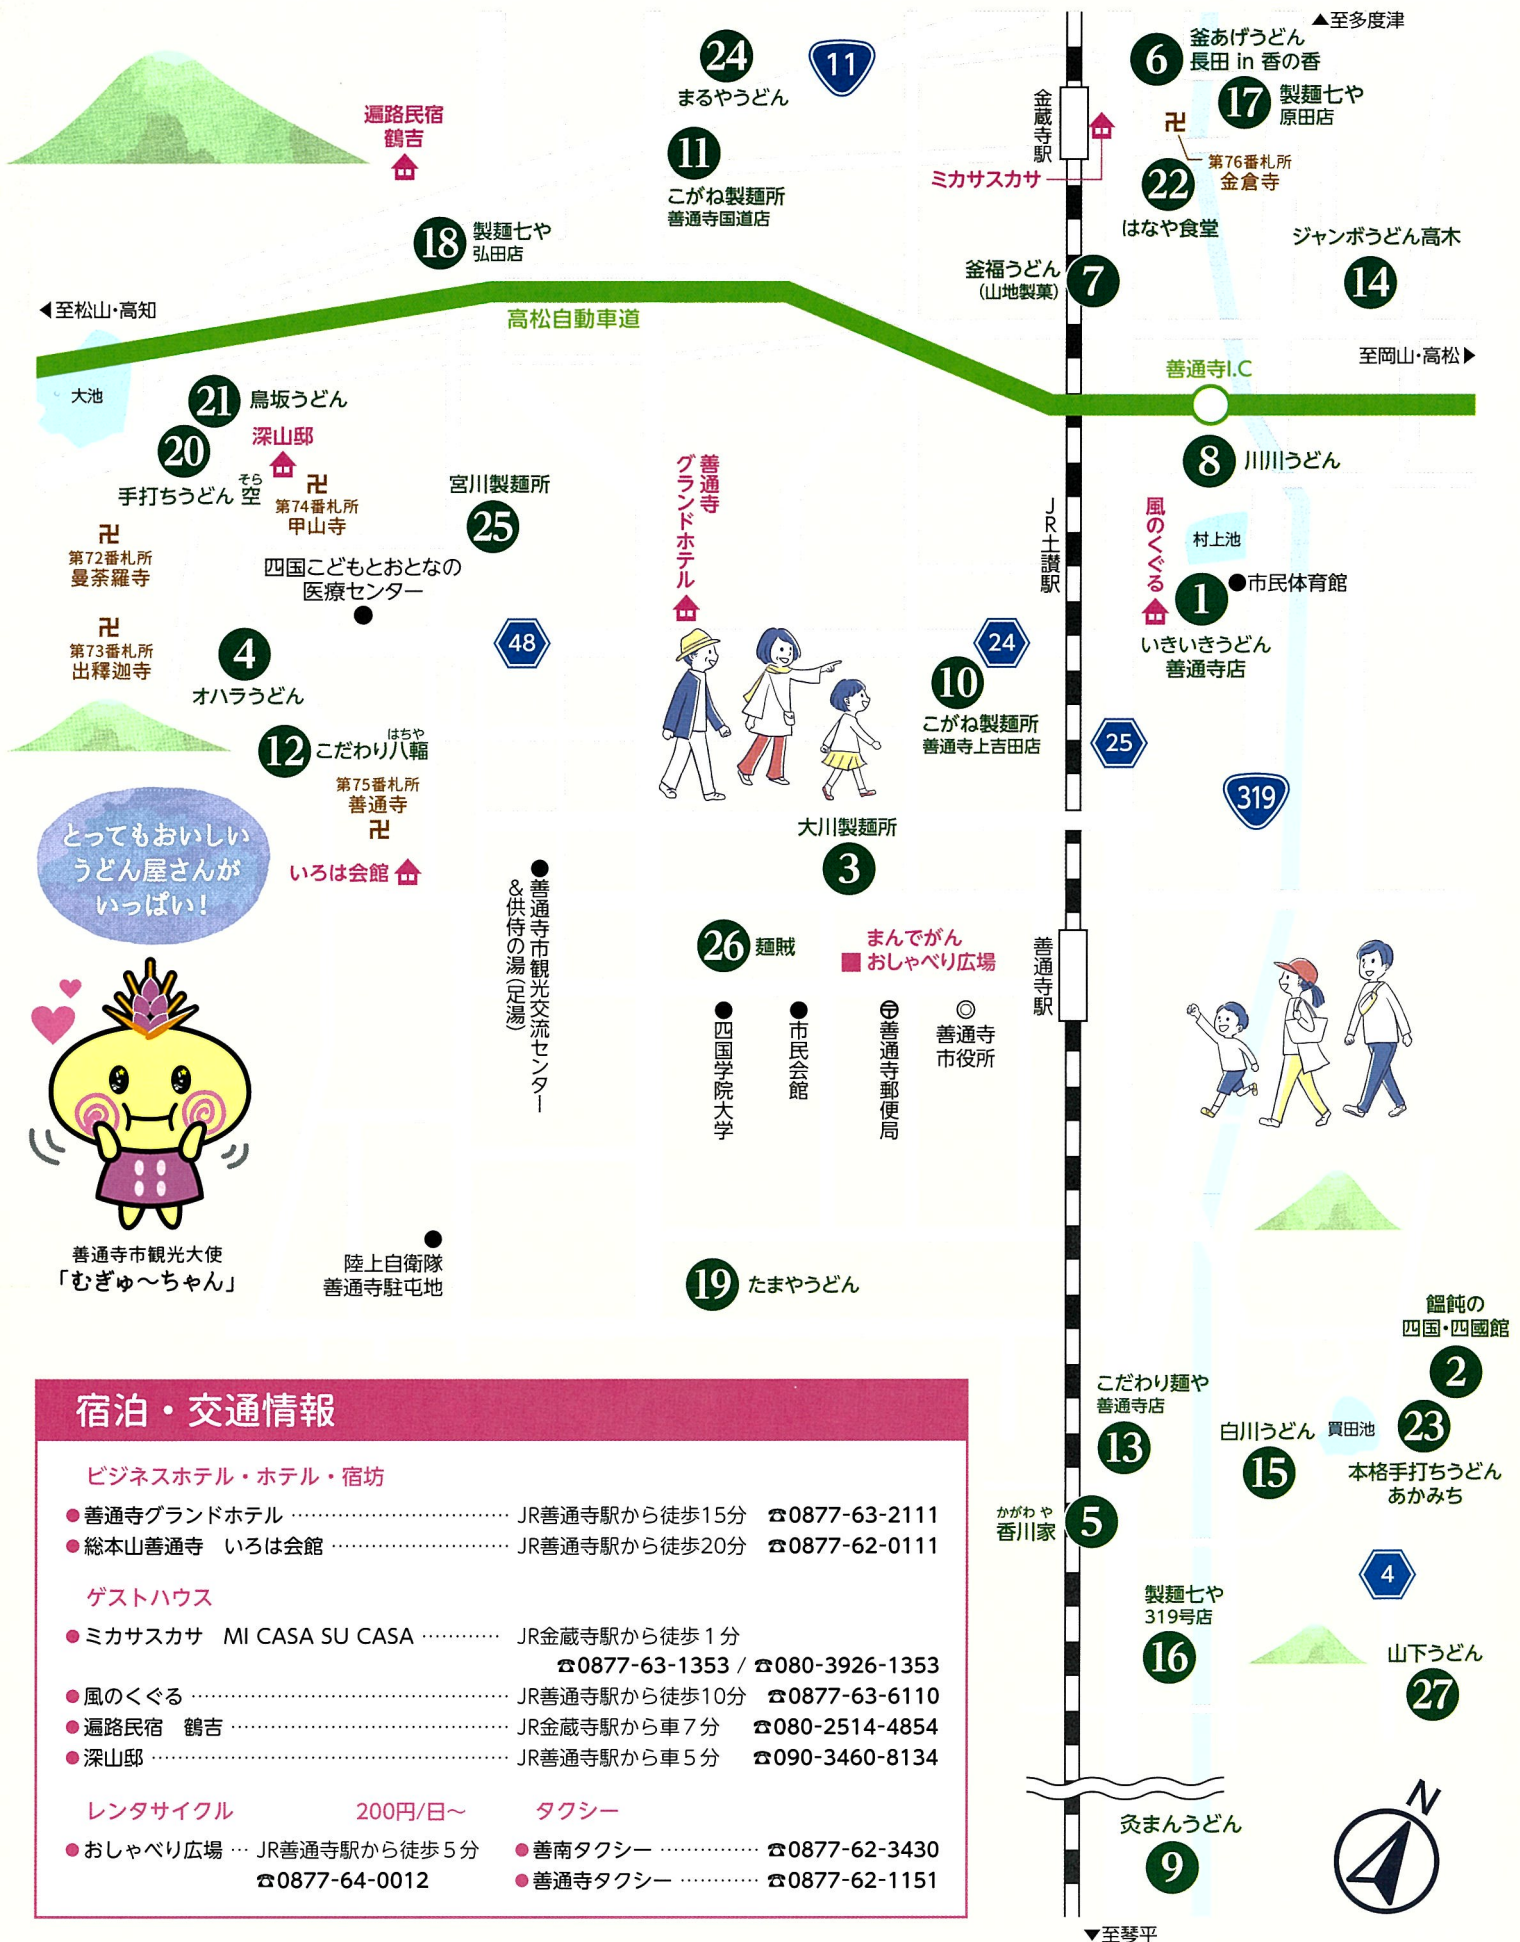 ▲至多度津
24
まるやうどん
11
6
釜あげうどん
長田 in 香の香
17
製麺七や
原田店
金蔵寺駅
ミカサスカサ
第76番札所
金倉寺
22
はなや食堂
遍路民宿
鶴吉
11
こがね製麺所
善通寺国道店
18
製麺七や
弘田店
釜福うどん
(山地製菓)
7
ジャンボうどん高木
14
◀至松山・高知
高松自動車道
至岡山・高松▶
善通寺I.C
大池
21
鳥坂うどん
20
手打ちうどん 空
そら
深山邸
第74番札所
甲山寺
宮川製麺所
25
善通寺
グランドホテル
JR土讃駅
8
川川うどん
風のくぐる
村上池
1
●市民体育館
いきいきうどん
善通寺店
第72番札所
曼荼羅寺
四国こどもとおとなの
医療センター
第73番札所
出釋迦寺
4
オハラうどん
48
24
10
こがね製麺所
善通寺上吉田店
25
319
12
はちや
こだわり八輻
第75番札所
善通寺
いろは会館
とってもおいしい
うどん屋さんが
いっぱい!
大川製麺所
3
善通寺市観光交流センター
&供侍の湯(足湯)
26
麺賊
まんでがん
おしゃべり広場
善通寺駅
四国学院大学
市民会館
善通寺郵便局
善通寺
市役所
善通寺市観光大使
「むぎゅ〜ちゃん」
陸上自衛隊
善通寺駐屯地
19
たまやうどん
饂飩の
四国・四國館
2
こだわり麺や
善通寺店
13
白川うどん
15
買田池
23
本格手打ちうどん
あかみち
かがわ や
香川家
5
4
製麺七や
319号店
16
山下うどん
27
灸まんうどん
9
N
▼至琴平
宿泊・交通情報
ビジネスホテル・ホテル・宿坊
●善通寺グランドホテル ………… JR善通寺駅から徒歩15分 ☎0877-63-2111
●総本山善通寺 いろは会館 ………… JR善通寺駅から徒歩20分 ☎0877-62-0111
ゲストハウス
●ミカサスカサ MI CASA SU CASA ………… JR金蔵寺駅から徒歩1分
☎0877-63-1353 / ☎080-3926-1353
●風のくぐる ………… JR善通寺駅から徒歩10分 ☎0877-63-6110
●遍路民宿 鶴吉 ………… JR金蔵寺駅から車7分 ☎080-2514-4854
●深山邸 ………… JR善通寺駅から車5分 ☎090-3460-8134
レンタサイクル 200円/日〜
●おしゃべり広場 … JR善通寺駅から徒歩5分
☎0877-64-0012
タクシー
●善南タクシー ………… ☎0877-62-3430
●善通寺タクシー ………… ☎0877-62-1151